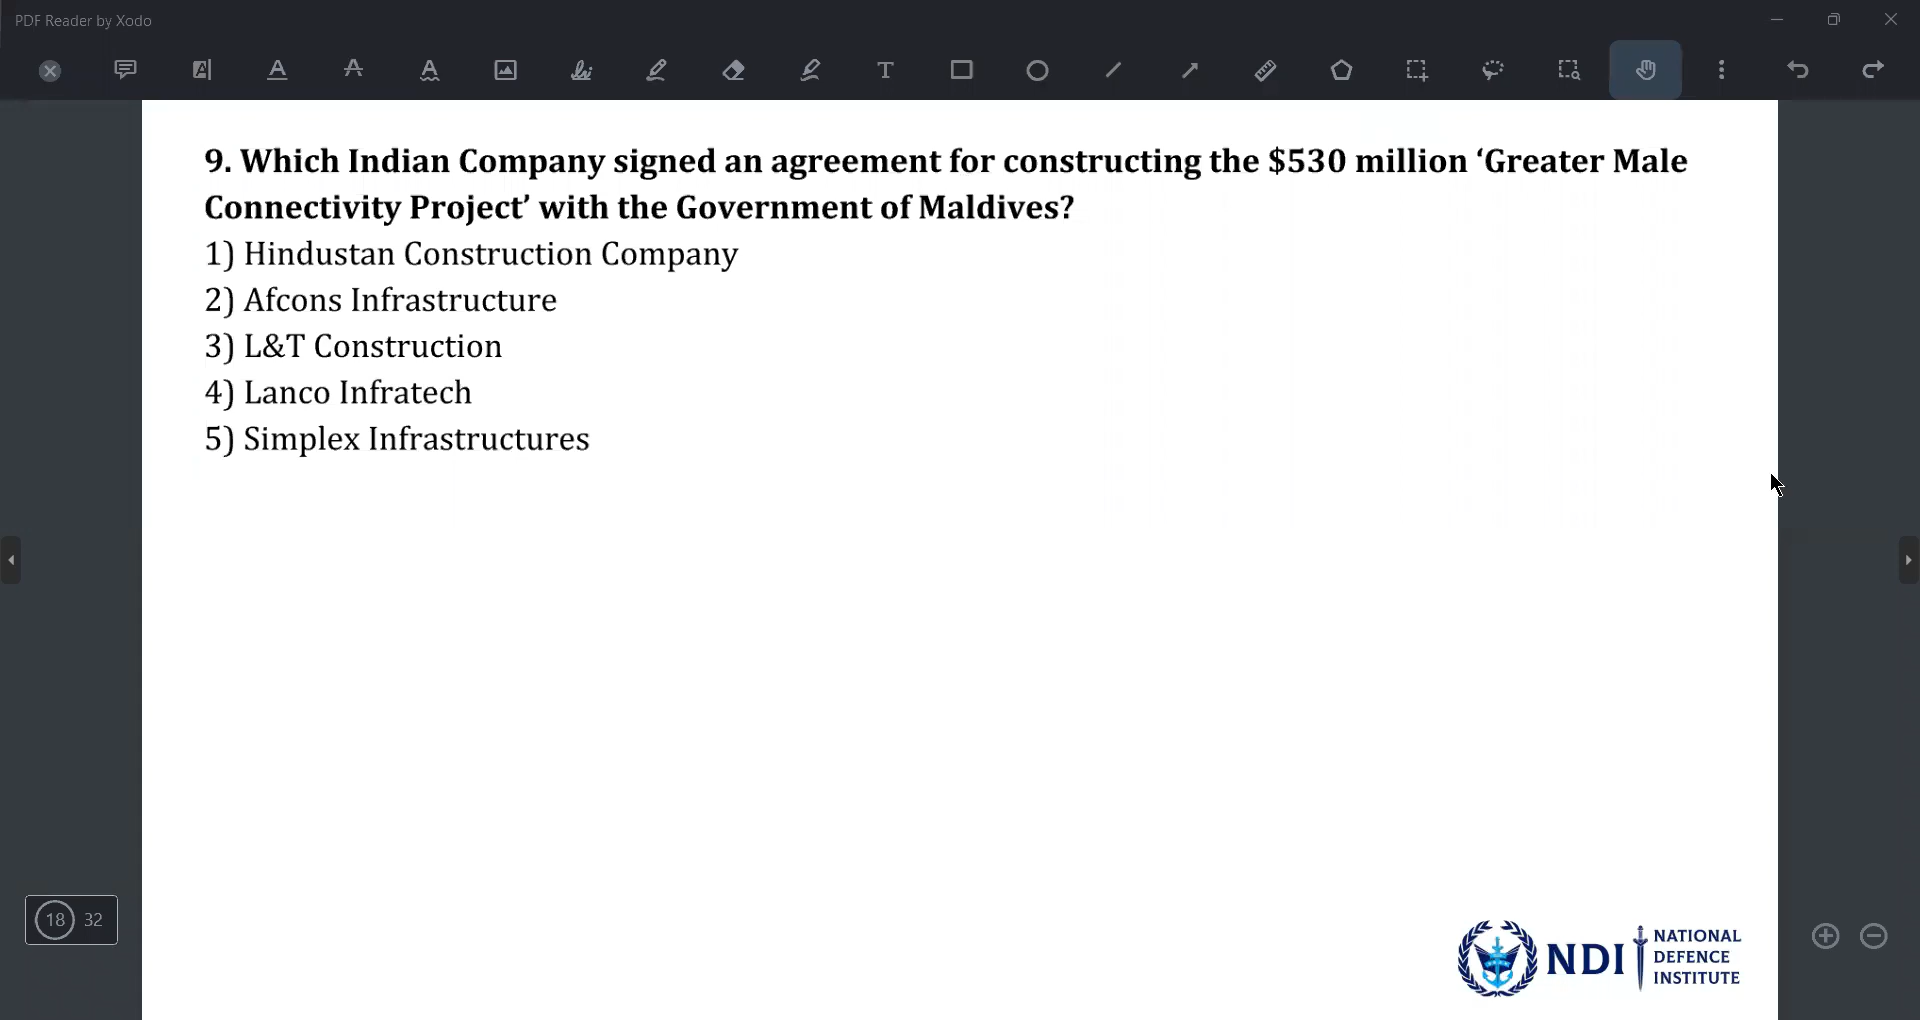 PDF Reader by Xodo
9. Which Indian Company signed an agreement for constructing the $530 million ‘Greater Male
Connectivity Project’ with the Government of Maldives?
1) Hindustan Construction Company
2) Afcons Infrastructure
3) L&T Construction
4) Lanco Infratech
5) Simplex Infrastructures
18 32
NDI
NATIONAL
DEFENCE
INSTITUTE